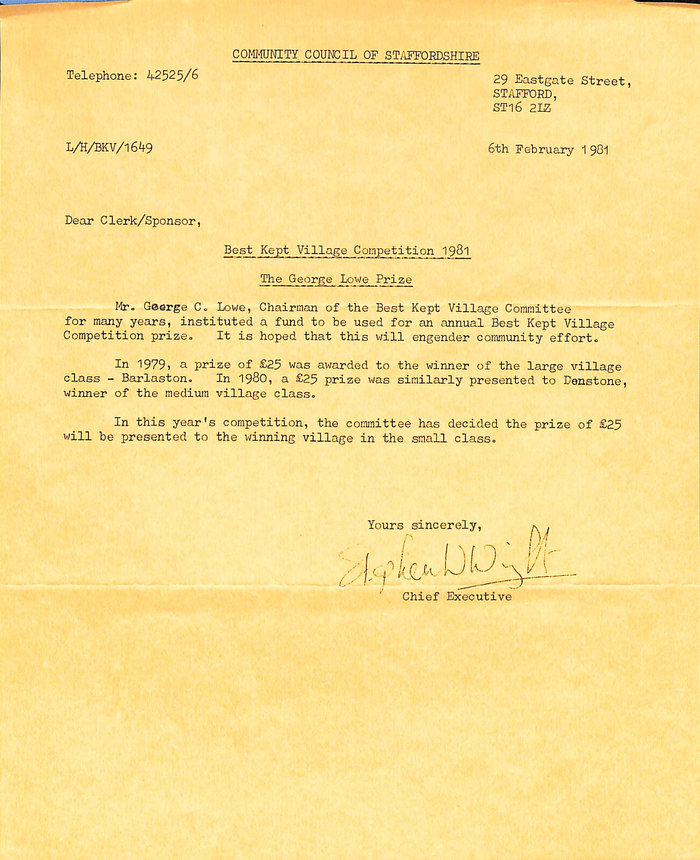 COMMUNITY COUNCIL OF STAFFORDSHIRE
Telephone: 42525/6
29 Eastgate Street,
STAFFORD,
ST16 2LZ
L/H/BKV/1649
6th February 1981
Dear Clerk/Sponsor,
Best Kept Village Competition 1981
The George Lowe Prize
Mr. George C. Lowe, Chairman of the Best Kept Village Committee
for many years, instituted a fund to be used for an annual Best Kept Village
Competition prize. It is hoped that this will engender community effort.
In 1979, a prize of £25 was awarded to the winner of the large village
class - Barlaston. In 1980, a £25 prize was similarly presented to Denstone,
winner of the medium village class.
In this year's competition, the committee has decided the prize of £25
will be presented to the winning village in the small class.
Yours sincerely,
Stephen W Wright
Chief Executive